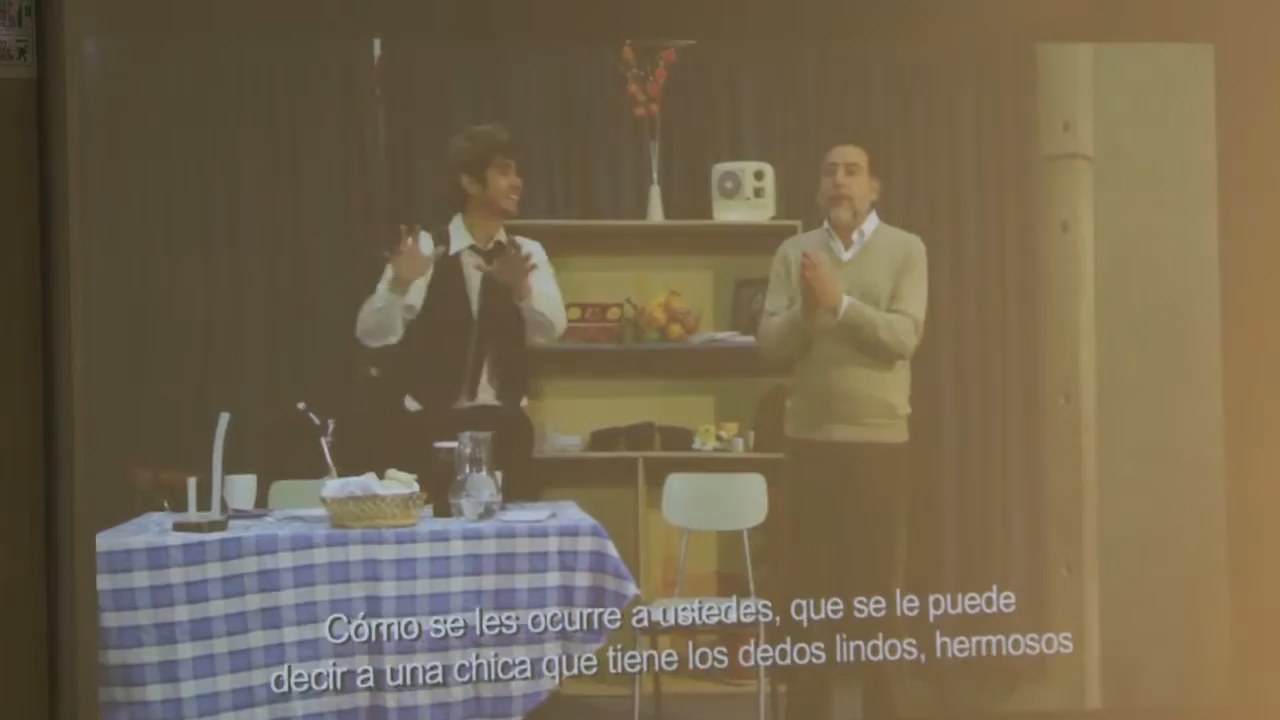 Cómo se les ocurre a ustedes, que se le puede
decir a una chica que tiene los dedos lindos, hermosos